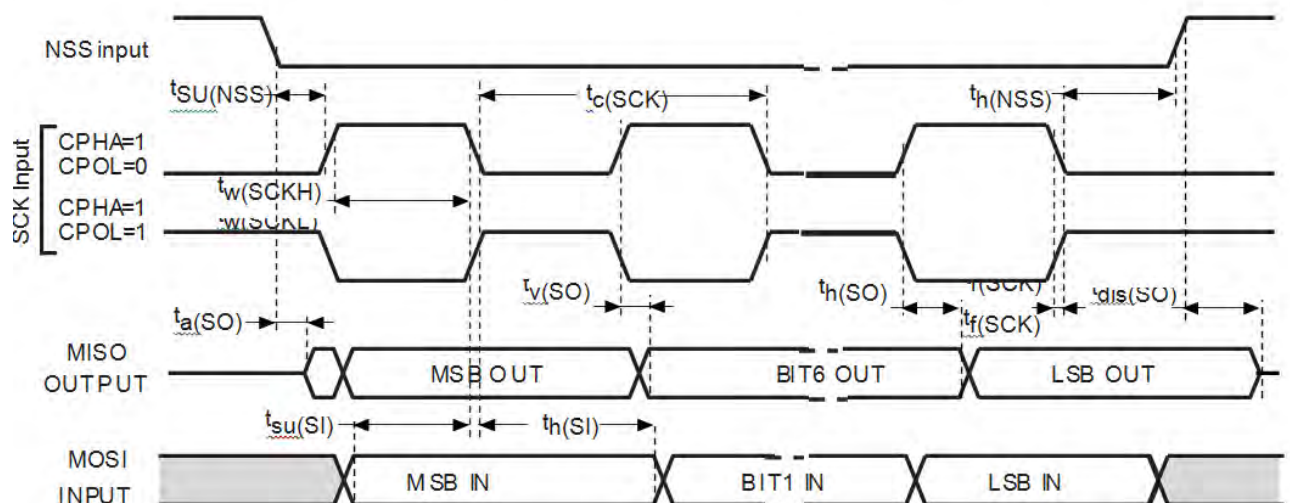 NSS input
tSU(NSS)
tc(SCK)
th(NSS)
SCK Input
CPHA=1
CPOL=0
tw(SCKH)
CPHA=1
CPOL=1
tv(SO)
th(SO)
tf(SCK)
tdis(SO)
ta(SO)
MISO
OUTPUT
MSB OUT
BIT6 OUT
LSB OUT
tsu(SI)
th(SI)
MOSI
INPUT
MSB IN
BIT1 IN
LSB IN